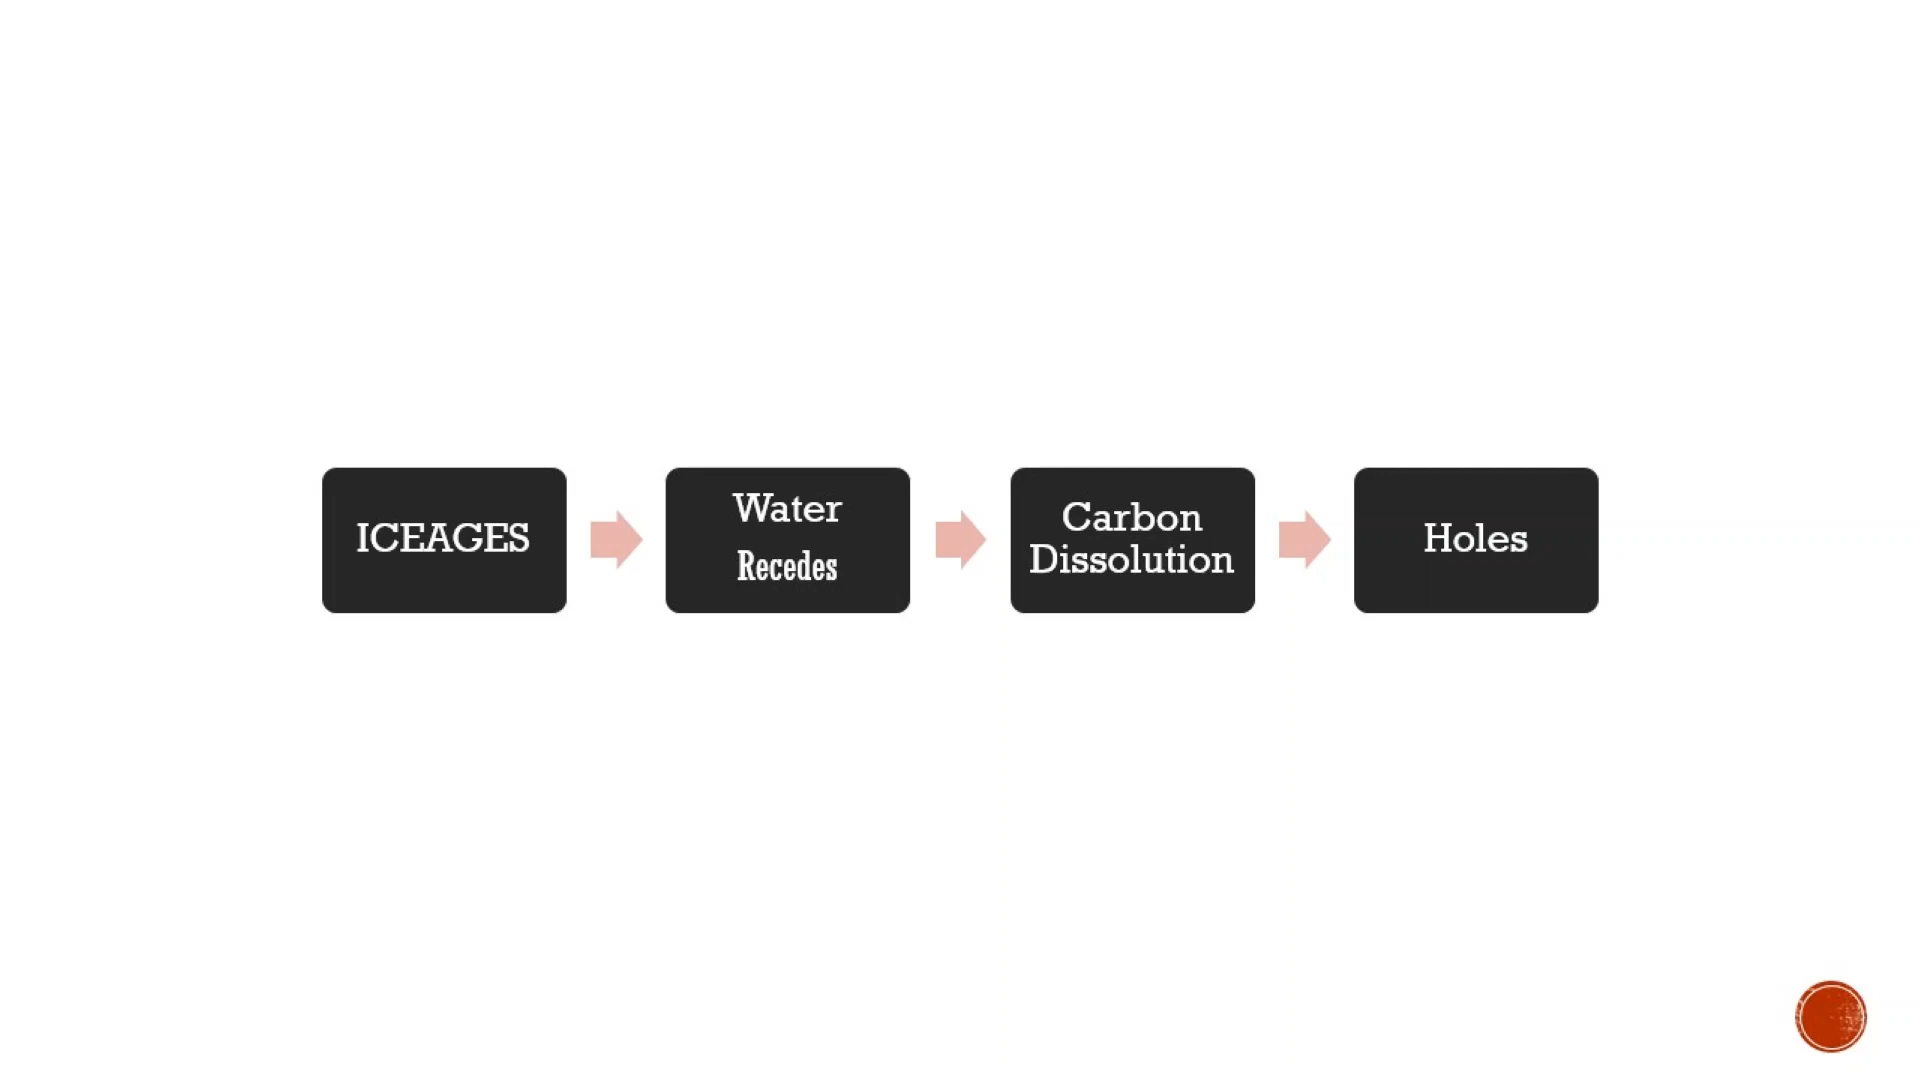 ICEAGES
Water
Recedes
Carbon
Dissolution
Holes